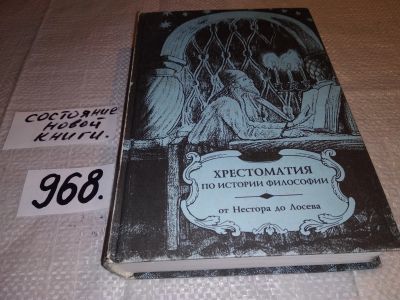 состояние
новой
книги.
968.
ХРЕСТОМАТИЯ
ПО ИСТОРИИ ФИЛОСОФИИ
от Нестора до Лосева